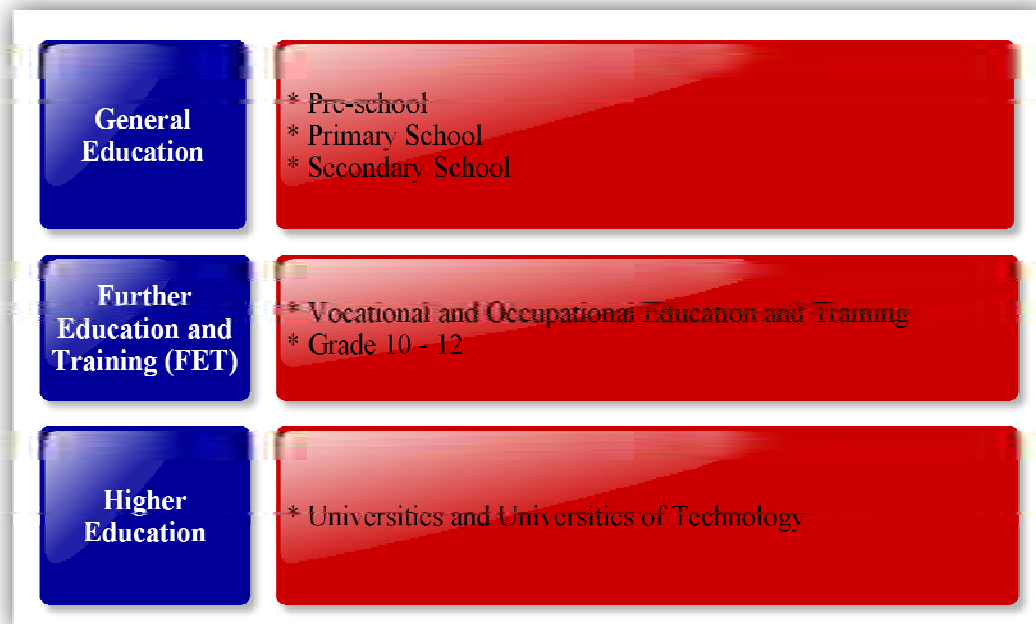 General
Education
* Pre-school
* Primary School
* Secondary School
Further
Education and
Training (FET)
* Vocational and Occupational Education and Training
* Grade 10 - 12
Higher
Education
* Universities and Universities of Technology